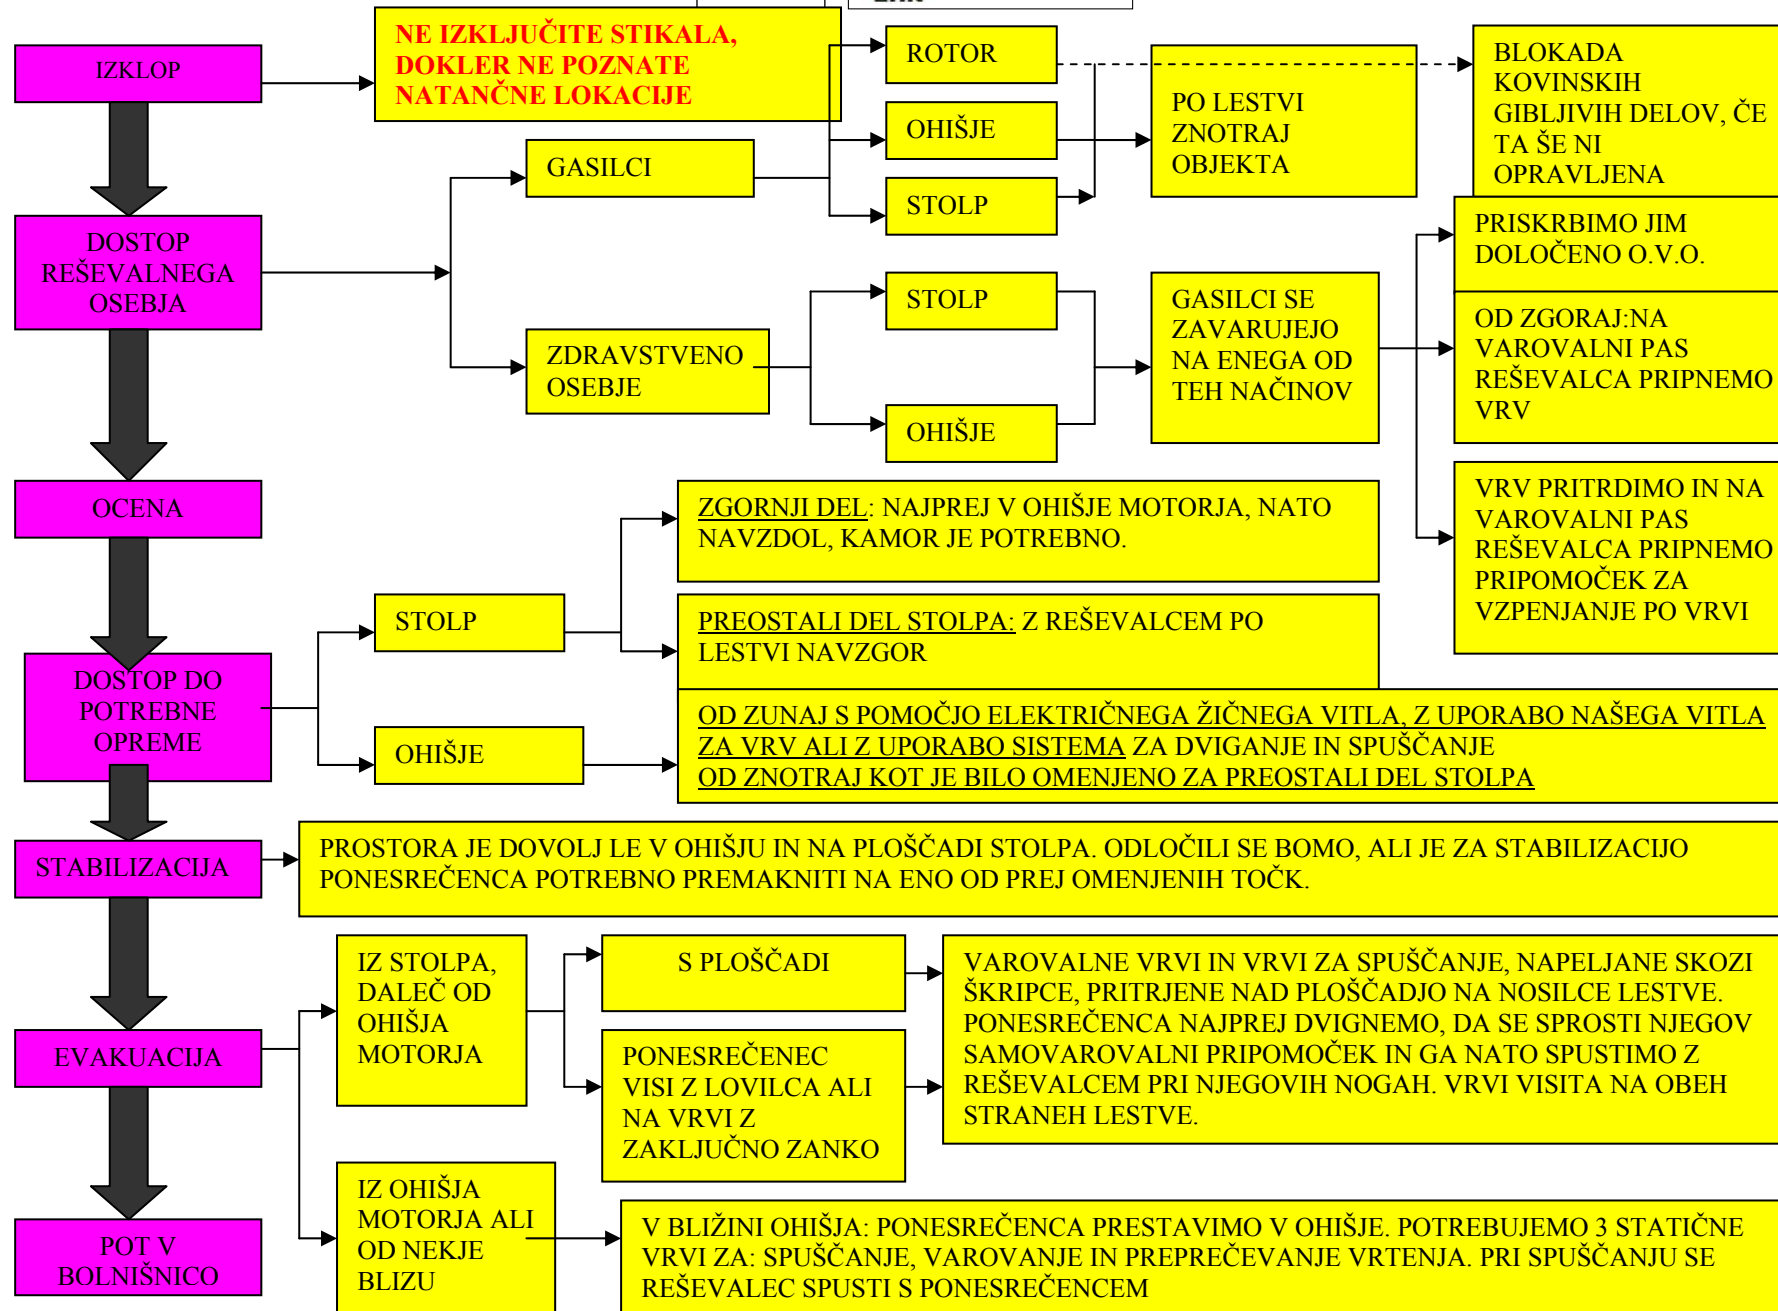 IZKLOP
NE IZKLJUČITE STIKALA,
DOKLER NE POZNATE
NATANČNE LOKACIJE
ROTOR
OHIŠJE
STOLP
GASILCI
PO LESTVI
ZNOTRAJ
OBJEKTA
BLOKADA
KOVINSKIH
GIBLJIVIH DELOV, ČE
TA ŠE NI
OPRAVLJENA
DOSTOP
REŠEVALNEGA
OSEBJA
ZDRAVSTVENO
OSEBJE
STOLP
OHIŠJE
GASILCI SE
ZAVARUJEJO
NA ENEGA OD
TEH NAČINOV
PRISKRBIMO JIM
DOLOČENO O.V.O.
OD ZGORAJ:NA
VAROVALNI PAS
REŠEVALCA PRIPNEMO
VRV
VRV PRITRDIMO IN NA
VAROVALNI PAS
REŠEVALCA PRIPNEMO
PRIPOMOČEK ZA
VZPENJANJE PO VRVI
OCENA
DOSTOP DO
POTREBNE
OPREME
STOLP
ZGORNJI DEL: NAJPREJ V OHIŠJE MOTORJA, NATO
NAVZDOL, KAMOR JE POTREBNO.
PREOSTALI DEL STOLPA: Z REŠEVALCEM PO
LESTVI NAVZGOR
OHIŠJE
OD ZUNAJ S POMOČJO ELEKTRIČNEGA ŽIČNEGA VITLA, Z UPORABO NAŠEGA VITLA
ZA VRV ALI Z UPORABO SISTEMA ZA DVIGANJE IN SPUŠČANJE
OD ZNOTRAJ KOT JE BILO OMENJENO ZA PREOSTALI DEL STOLPA
STABILIZACIJA
PROSTORA JE DOVOLJ LE V OHIŠJU IN NA PLOŠČADI STOLPA. ODLOČILI SE BOMO, ALI JE ZA STABILIZACIJO
PONESREČENCA POTREBNO PREMAKNITI NA ENO OD PREJ OMENJENIH TOČK.
EVAKUACIJA
IZ STOLPA,
DALEČ OD
OHIŠJA
MOTORJA
S PLOŠČADI
PONESREČENEC
VISI Z LOVILCA ALI
NA VRVI Z
ZAKLJUČNO ZANKO
VAROVALNE VRVI IN VRVI ZA SPUŠČANJE, NAPELJANE SKOZI
ŠKRIPCE, PRITRJENE NAD PLOŠČADJO NA NOSILCE LESTVE.
PONESREČENCA NAJPREJ DVIGNEMO, DA SE SPROSTI NJEGOV
SAMOVAROVALNI PRIPOMOČEK IN GA NATO SPUSTIMO Z
REŠEVALCEM PRI NJEGOVIH NOGAH. VRVI VISITA NA OBEH
STRANEH LESTVE.
IZ OHIŠJA
MOTORJA ALI
OD NEKJE
BLIZU
V BLIŽINI OHIŠJA: PONESREČENCA PRESTAVIMO V OHIŠJE. POTREBUJEMO 3 STATIČNE
VRVI ZA: SPUŠČANJE, VAROVANJE IN PREPREČEVANJE VRTENJA. PRI SPUŠČANJU SE
REŠEVALEC SPUSTI S PONESREČENCEM
POT V
BOLNIŠNICO